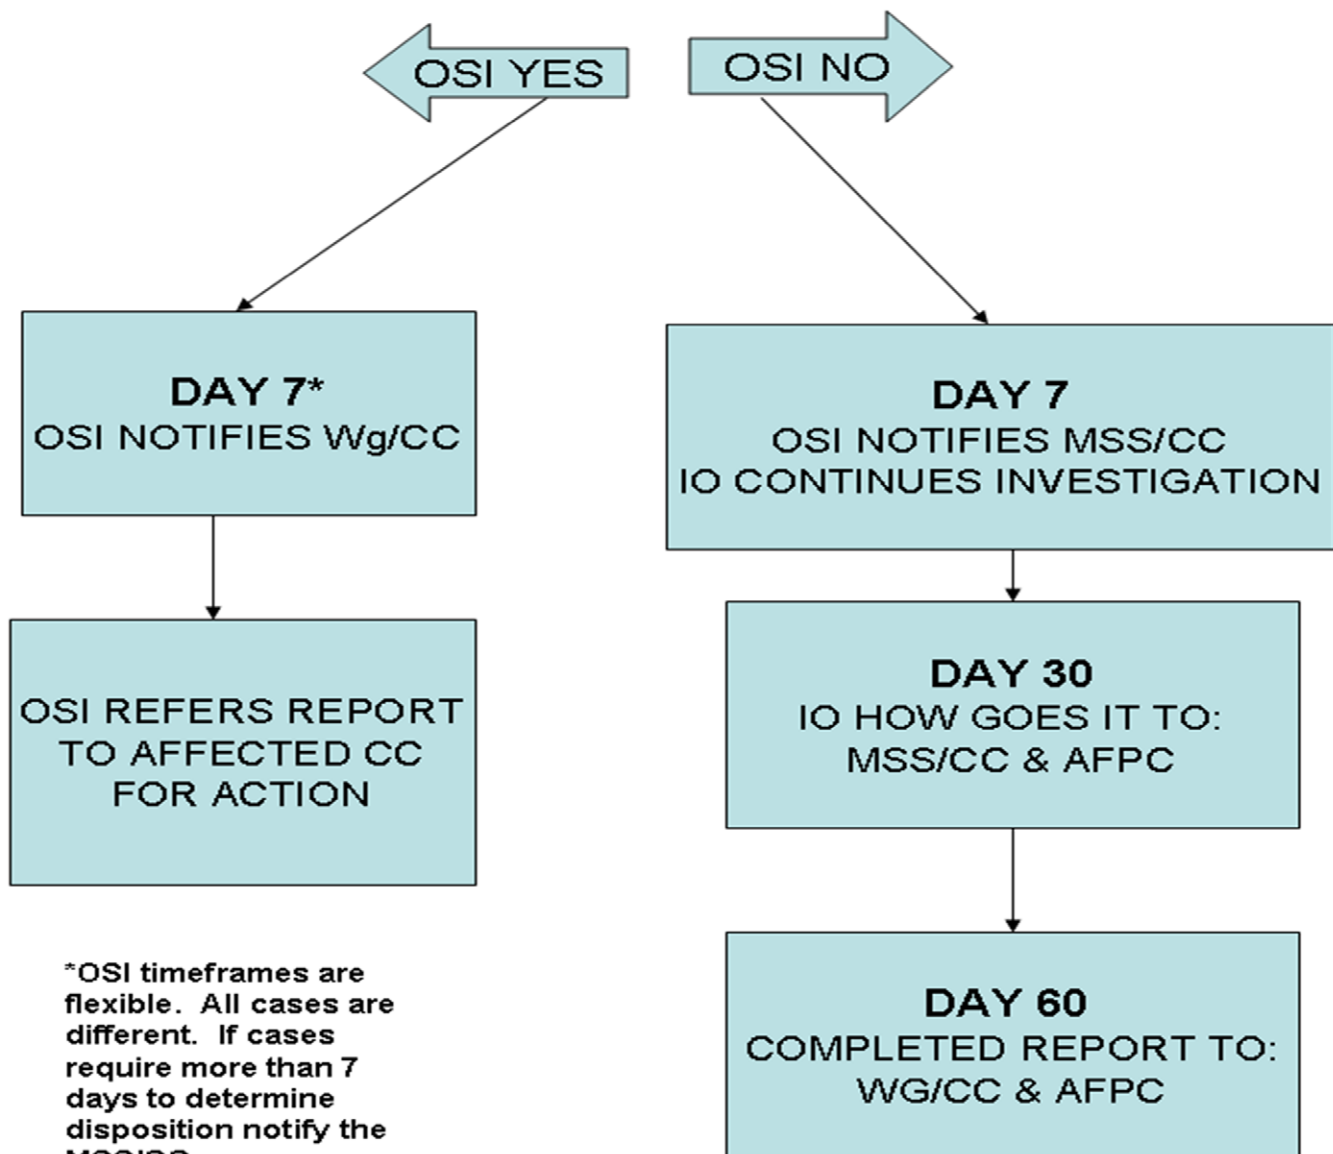 OSI YES
OSI NO
DAY 7*
OSI NOTIFIES Wg/CC
OSI REFERS REPORT
TO AFFECTED CC
FOR ACTION
*OSI timeframes are
flexible. All cases are
different. If cases
require more than 7
days to determine
disposition notify the
DAY 7
OSI NOTIFIES MSS/CC
IO CONTINUES INVESTIGATION
DAY 30
IO HOW GOES IT TO:
MSS/CC & AFPC
DAY 60
COMPLETED REPORT TO:
WG/CC & AFPC